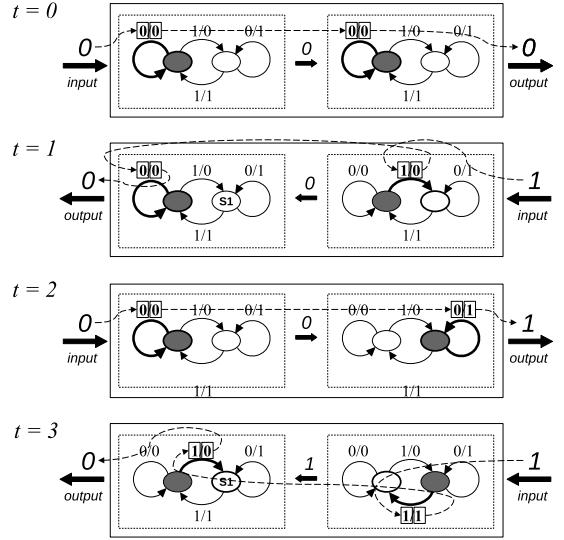 t = 0
0/0 1/0 0/1 0/0 1/0 0/1
0 0 0
input output
1/1 1/1
t = 1
0/0 1/0 0/1 0/0 1/0 0/1
0 S1 0 1
output input
1/1 1/1
t = 2
0/0 1/0 0/1 0/0 1/0 0/1
0 0 1
input output
1/1 1/1
t = 3
0/0 1/0 0/1 0/0 1/0 0/1
0 S1 1 1
output input
1/1 1/1